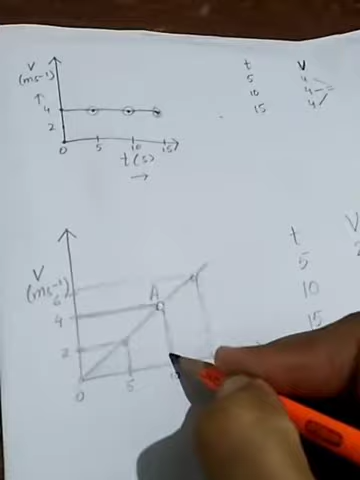 V
(ms⁻¹)
4
2
0 5 10 15
t(s)
t V
5 4
10 4
15 4
V
(ms⁻¹)
6
4
2
0 5
A
t V
5
10
15